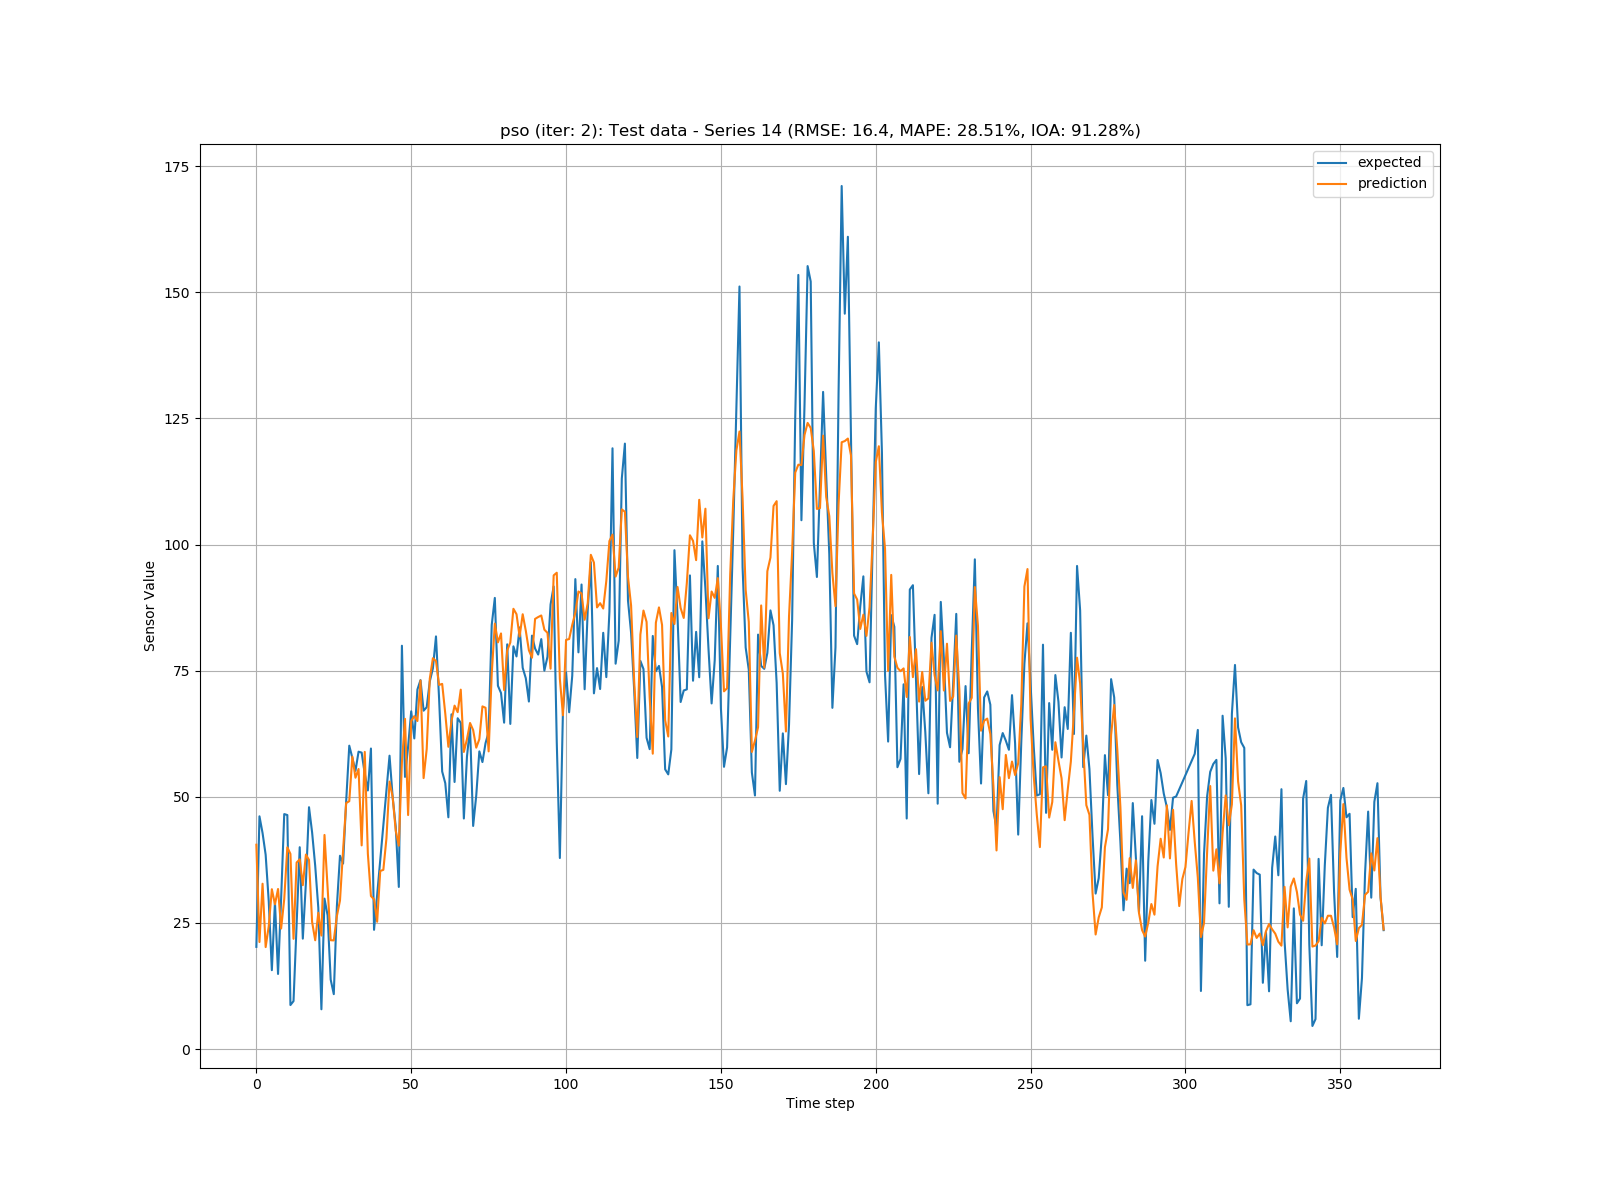 pso (iter: 2): Test data - Series 14 (RMSE: 16.4, MAPE: 28.51%, IOA: 91.28%)
expected
prediction
Sensor Value
175
150
125
100
75
50
25
0
0 50 100 150 200 250 300 350
Time step